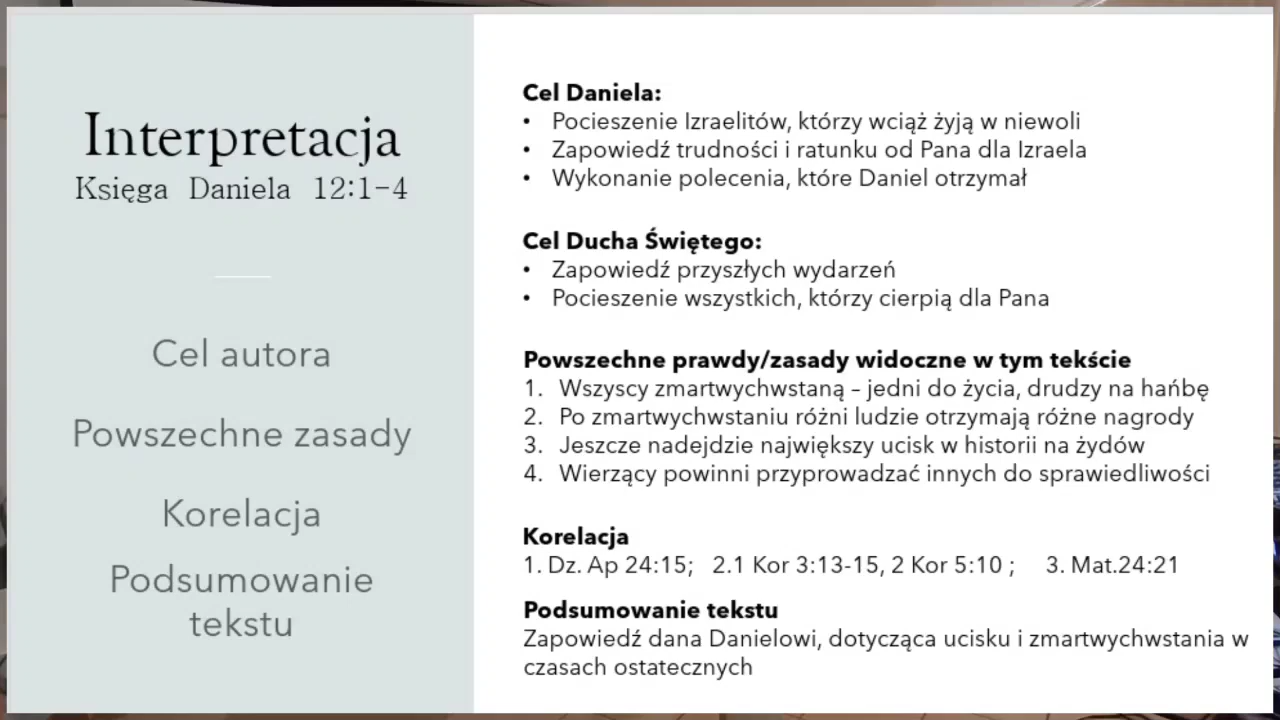 Interpretacja
Księga Daniela 12:1-4
Cel autora
Powszechne zasady
Korelacja
Podsumowanie
tekstu
Cel Daniela:
• Pocieszenie Izraelitów, którzy wciąż żyją w niewoli
• Zapowiedź trudności i ratunku od Pana dla Izraela
• Wykonanie polecenia, które Daniel otrzymał
Cel Ducha Świętego:
• Zapowiedź przyszłych wydarzeń
• Pocieszenie wszystkich, którzy cierpią dla Pana
Powszechne prawdy/zasady widoczne w tym tekście
1. Wszyscy zmartwychwstaną – jedni do życia, drudzy na hańbę
2. Po zmartwychwstaniu różni ludzie otrzymają różne nagrody
3. Jeszcze nadejdzie największy ucisk w historii na żydów
4. Wierzący powinni przyprowadzać innych do sprawiedliwości
Korelacja
1. Dz. Ap 24:15; 2.1 Kor 3:13-15, 2 Kor 5:10 ; 3. Mat.24:21
Podsumowanie tekstu
Zapowiedź dana Danielowi, dotycząca ucisku i zmartwychwstania w
czasach ostatecznych